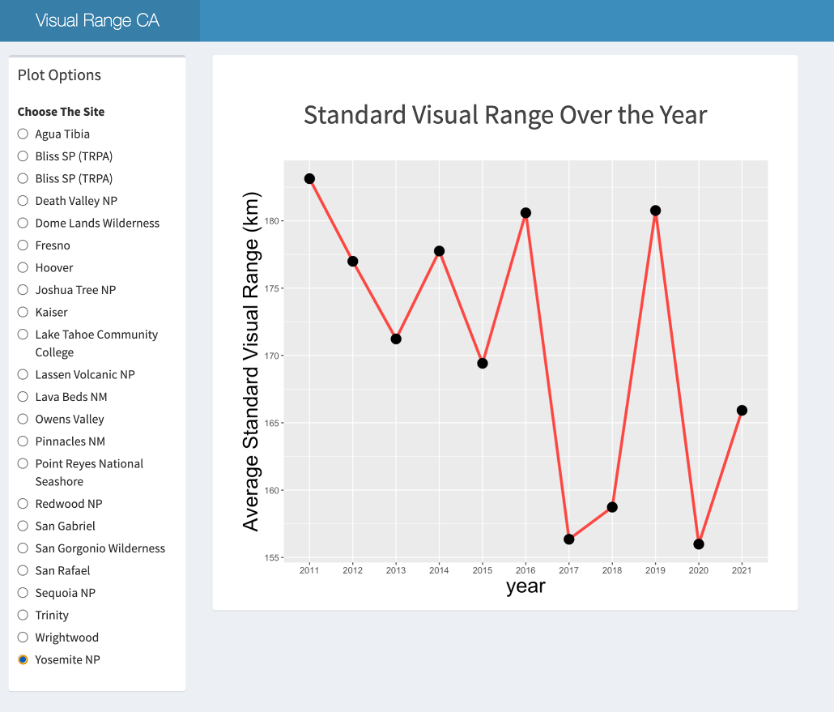 Visual Range CA
Plot Options
Choose The Site
Agua Tibia
Bliss SP (TRPA)
Bliss SP (TRPA)
Death Valley NP
Dome Lands Wilderness
Fresno
Hoover
Joshua Tree NP
Kaiser
Lake Tahoe Community
College
Lassen Volcanic NP
Lava Beds NM
Owens Valley
Pinnacles NM
Point Reyes National
Seashore
Redwood NP
San Gabriel
San Gorgonio Wilderness
San Rafael
Sequoia NP
Trinity
Wrightwood
Yosemite NP
Standard Visual Range Over the Year
Average Standard Visual Range (km)
180
175
170
165
160
155
2011 2012 2013 2014 2015 2016 2017 2018 2019 2020 2021
year